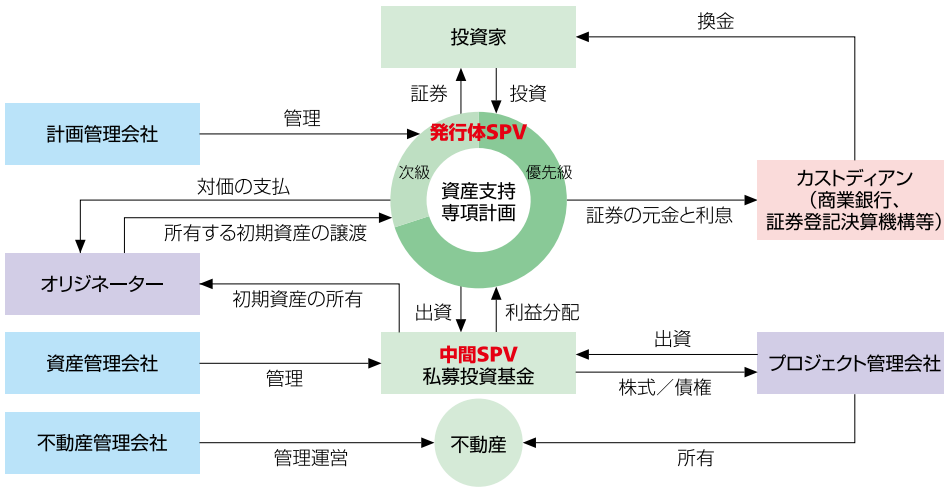 換金
投資家
証券
投資
計画管理会社
管理
発行体SPV
次級
優先級
資産支持
専項計画
対価の支払
所有する初期資産の譲渡
証券の元金と利息
カストディアン
（商業銀行、
証券登記決算機構等）
オリジネーター
初期資産の所有
出資
利益分配
資産管理会社
管理
中間SPV
私募投資基金
出資
株式／債権
プロジェクト管理会社
不動産管理会社
管理運営
不動産
所有